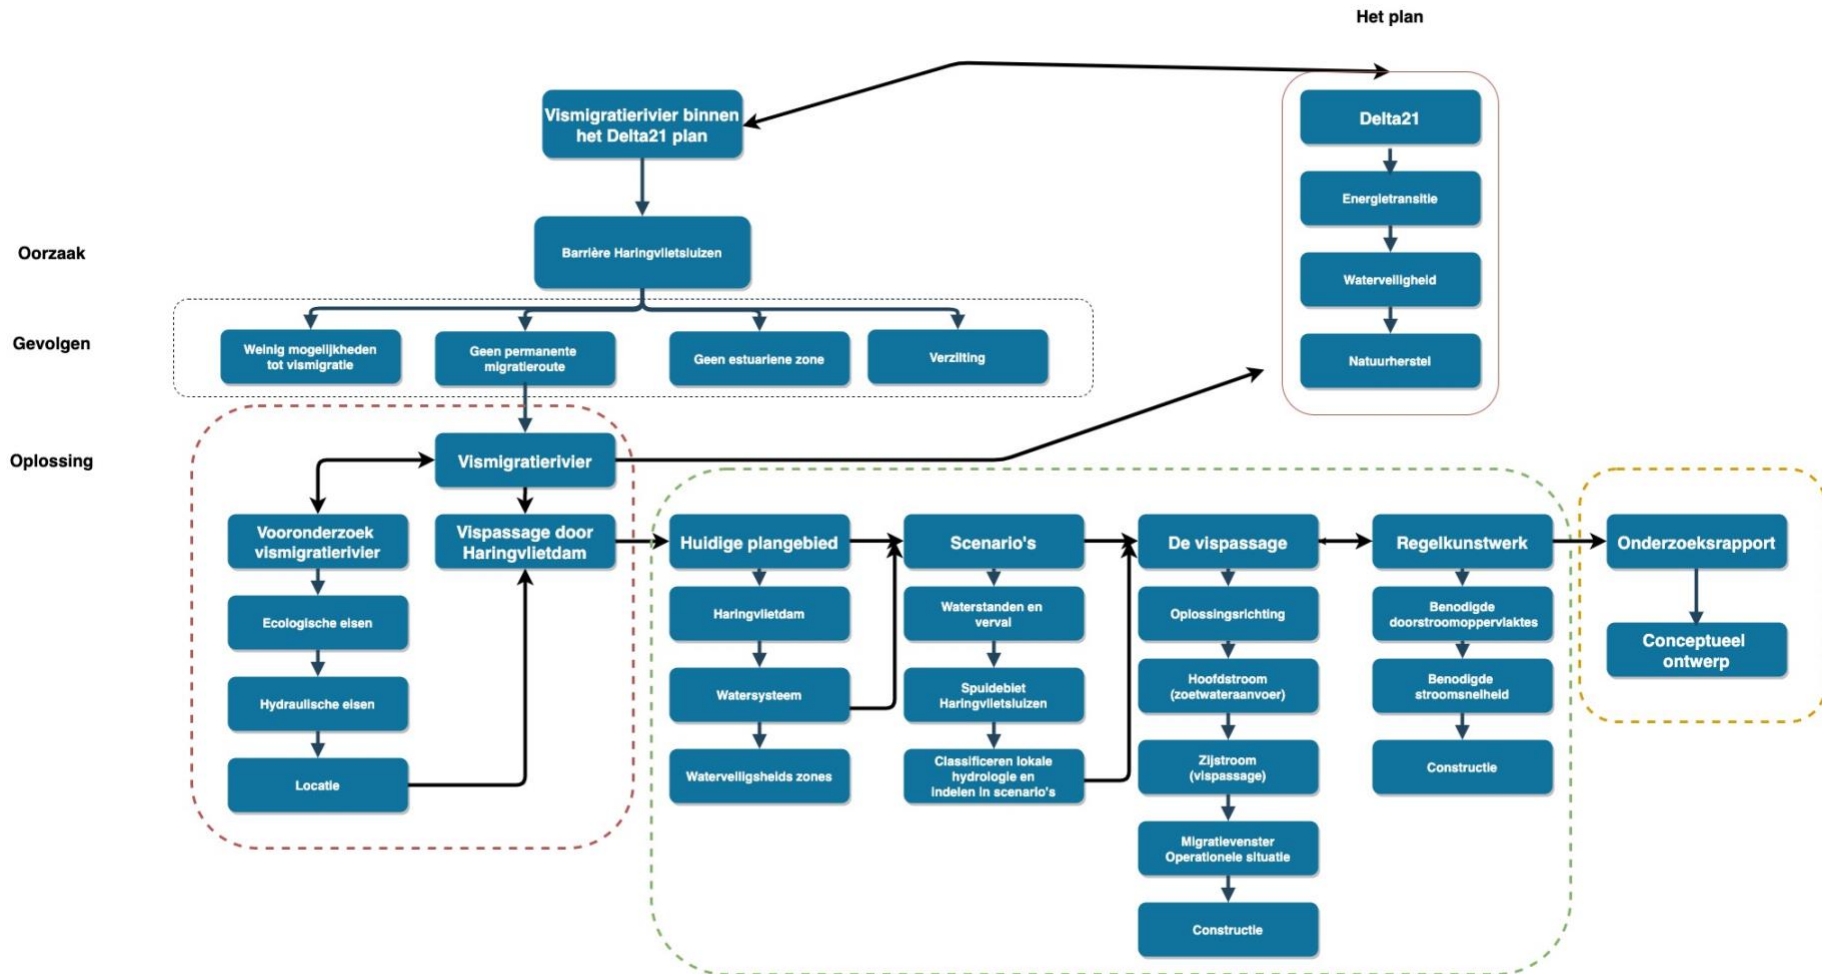 Het plan
Vismigratierivier binnen
het Delta21 plan
Delta21
Energietransitie
Waterveiligheid
Natuurherstel
Oorzaak
Barrière Haringvlietsluizen
Gevolgen
Weinig mogelijkheden
tot vismigratie
Geen permanente
migratieroute
Geen estuariene zone
Verzilting
Oplossing
Vismigratierivier
Vooronderzoek
vismigratierivier
Ecologische eisen
Hydraulische eisen
Locatie
Vispassage door
Haringvlietdam
Huidige plangebied
Haringvlietdam
Watersysteem
Waterveiligsheids zones
Scenario's
Waterstanden en
verval
Spuidebiet
Haringvlietsluizen
Classificeren lokale
hydrologie en
indelen in scenario's
De vispassage
Oplossingsrichting
Hoofdstroom
(zoetwateraanvoer)
Zijstroom
(vispassage)
Migratievenster
Operationele situatie
Constructie
Regelkunstwerk
Benodigde
doorstroomoppervlaktes
Benodigde
stroomsnelheid
Constructie
Onderzoeksrapport
Conceptueel
ontwerp